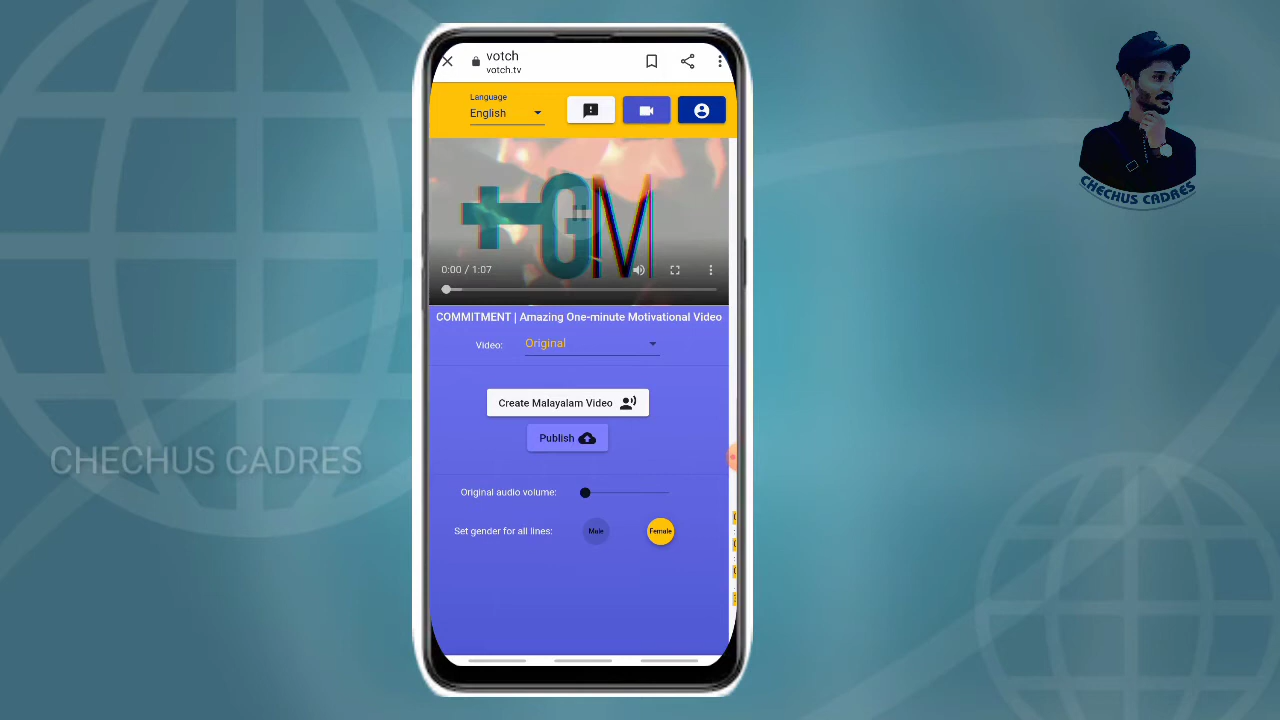 votch
votch.tv
Language
English
+GM
0:00 / 1:07
COMMITMENT | Amazing One-minute Motivational Video
Video:
Original
Create Malayalam Video
Publish
Original audio volume:
Set gender for all lines:
Male
Female
CHECHUS CADRES
CHECHUS CADRES